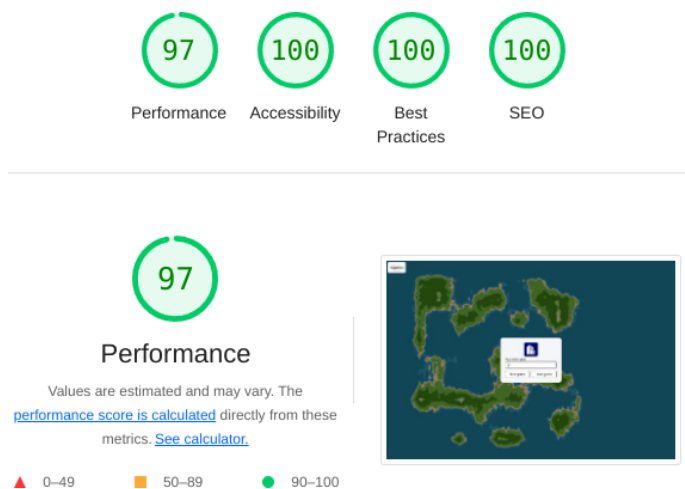 97
100
100
100
Performance
Accessibility
Best
Practices
SEO
97
Performance
Values are estimated and may vary. The
performance score is calculated directly from these
metrics. See calculator.
0–49
50–89
90–100